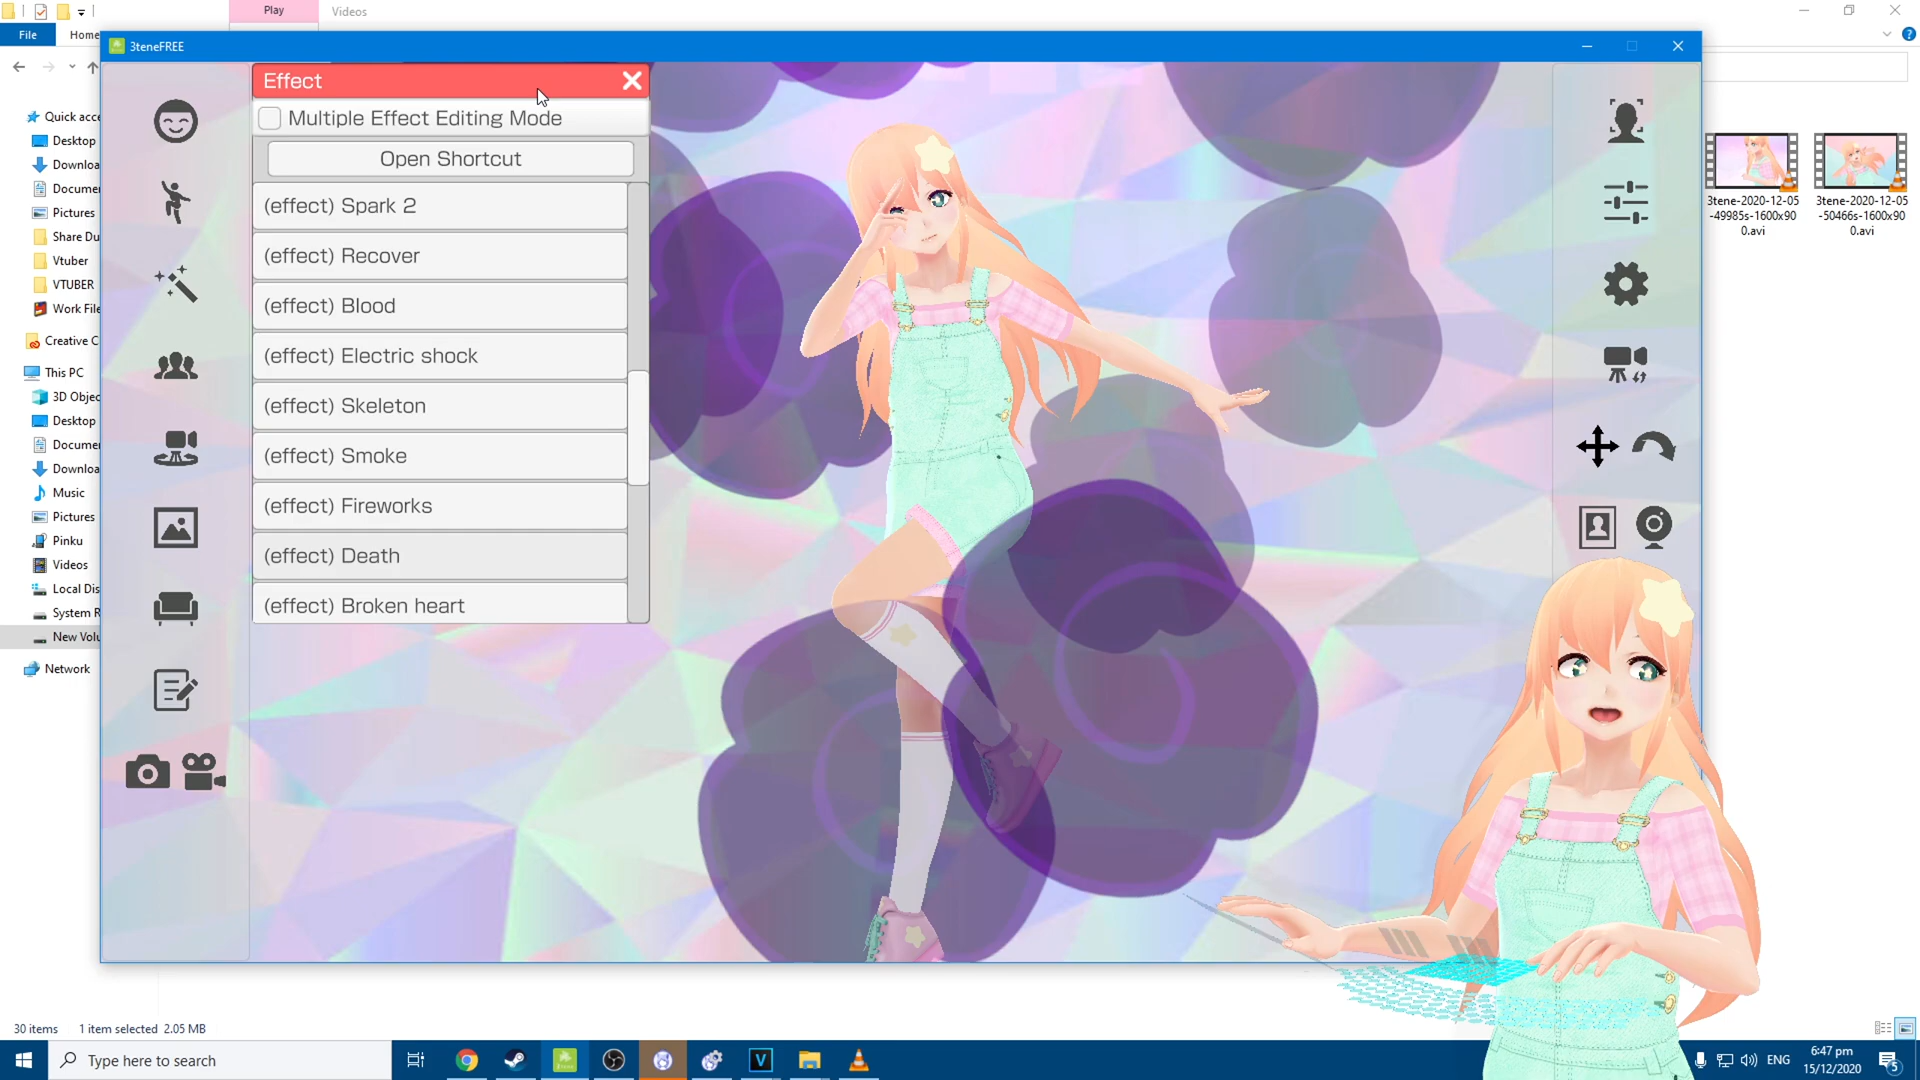 Play
Videos
File
Home
3teneFREE
Effect
Multiple Effect Editing Mode
Open Shortcut
(effect) Spark 2
(effect) Recover
(effect) Blood
(effect) Electric shock
(effect) Skeleton
(effect) Smoke
(effect) Fireworks
(effect) Death
(effect) Broken heart
Quick acce
Desktop
Downloa
Documer
Pictures
Share Du
Vtuber
VTUBER
Work File
Creative C
This PC
3D Objec
Desktop
Documer
Downloa
Music
Pictures
Pinku
Videos
Local Dis
System R
New Volu
Network
3tene-2020-12-05
-49985s-1600x90
0.avi
3tene-2020-12-05
-50466s-1600x90
0.avi
30 items
1 item selected 2.05 MB
Type here to search
V
ENG
6:47 pm
15/12/2020
5